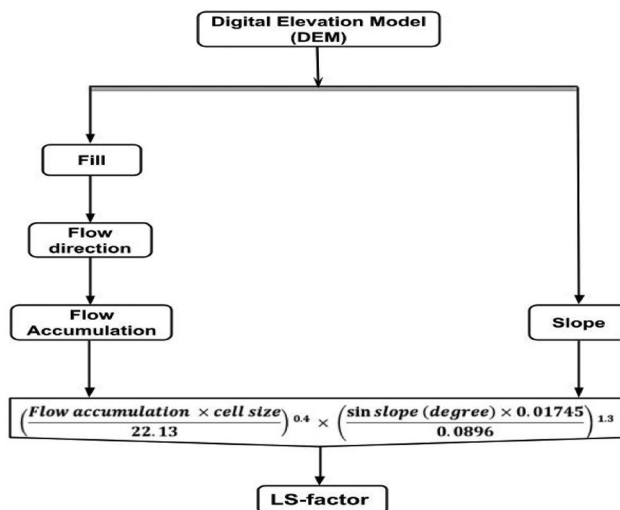 Digital Elevation Model
(DEM)
Fill
Flow
direction
Flow
Accumulation
Slope
(Flow accumulation × cell size / 22.13)^0.4 × (sin slope (degree) × 0.01745 / 0.0896)^1.3
LS-factor